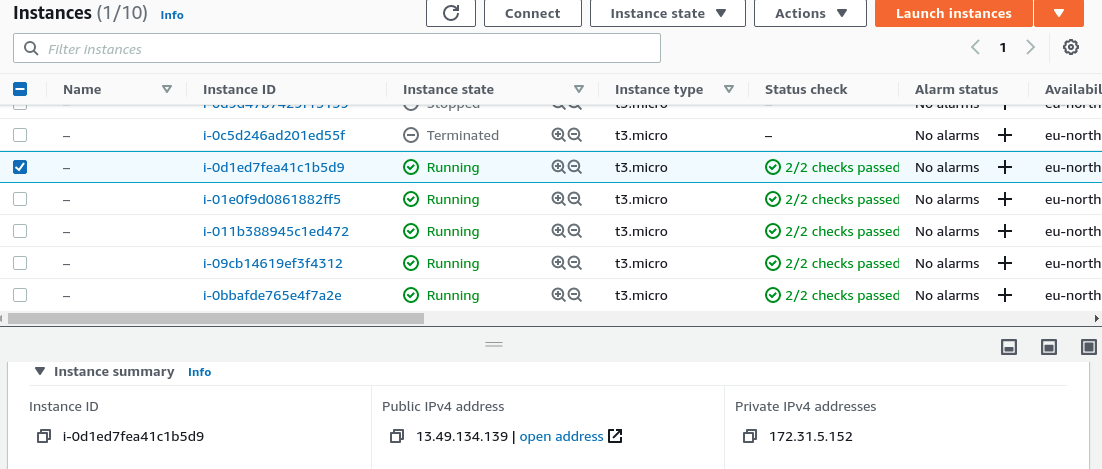 Instances (1/10) Info Connect Instance state Actions Launch instances
Filter instances 1
Name Instance ID Instance state Instance type Status check Alarm status Availabil
Stopped t3.micro – No alarms eu-north
– i-0c5d246ad201ed55f Terminated t3.micro – No alarms eu-north
– i-0d1ed7fea41c1b5d9 Running t3.micro 2/2 checks passed No alarms eu-north
– i-01e0f9d0861882ff5 Running t3.micro 2/2 checks passed No alarms eu-north
– i-011b388945c1ed472 Running t3.micro 2/2 checks passed No alarms eu-north
– i-09cb14619ef3f4312 Running t3.micro 2/2 checks passed No alarms eu-north
– i-0bbafde765e4f7a2e Running t3.micro 2/2 checks passed No alarms eu-north
Instance summary Info
Instance ID Public IPv4 address Private IPv4 addresses
i-0d1ed7fea41c1b5d9 13.49.134.139 | open address 172.31.5.152